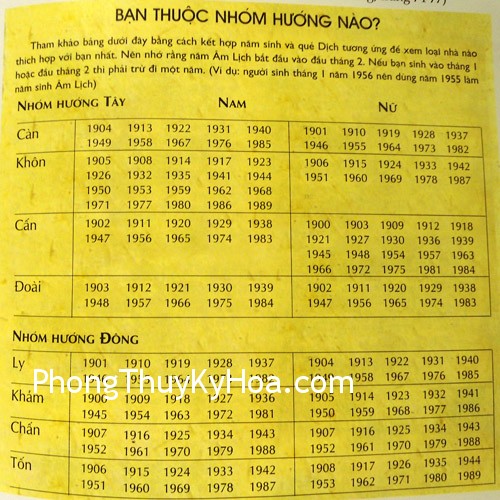 BẠN THUỘC NHÓM HƯỚNG NÀO?
Tham khảo bảng dưới đây bằng cách kết hợp năm sinh và quẻ Dịch tương ứng để xem loại nhà nào
thích hợp với bạn nhất. Nên nhớ rằng năm Âm Lịch bắt đầu vào đầu tháng 2. Nếu bạn sinh vào tháng 1
hoặc đầu tháng 2 thì phải trừ đi một năm. (Ví dụ: người sinh tháng 1 năm 1956 nên dùng năm 1955 làm
năm sinh Âm Lịch)
NHÓM HƯỚNG TÂY NAM NỮ
Càn 1904 1913 1922 1931 1940 1901 1910 1919 1928 1937
1949 1958 1967 1976 1985 1946 1955 1964 1973 1982
Khôn 1905 1908 1914 1917 1923 1906 1915 1924 1933 1942
1926 1932 1935 1941 1944 1951 1960 1969 1978 1987
1950 1953 1959 1962 1968
1971 1977 1980 1986 1989
Cấn 1902 1911 1920 1929 1938 1900 1903 1909 1912 1918
1947 1956 1965 1974 1983 1921 1927 1930 1936 1939
1945 1948 1954 1957 1963
1966 1972 1975 1981 1984
Đoài 1903 1912 1921 1930 1939 1902 1911 1920 1929 1938
1948 1957 1966 1975 1984 1947 1956 1965 1974 1983
NHÓM HƯỚNG ĐÔNG
Ly 1901 1910 1919 1928 1937 1904 1913 1922 1931 1940
1958 1967 1976 1985
PhongThuyKyHoa.com
Khảm 1900 1909 1918 1927 1936 1905 1914 1923 1932 1941
1945 1954 1963 1972 1981 1950 1959 1968 1977 1986
Chấn 1907 1916 1925 1934 1943 1907 1916 1925 1934 1943
1952 1961 1970 1979 1988 1952 1961 1970 1979 1988
Tốn 1906 1915 1924 1933 1942 1908 1917 1926 1935 1944
1951 1960 1969 1978 1987 1953 1962 1971 1980 1989